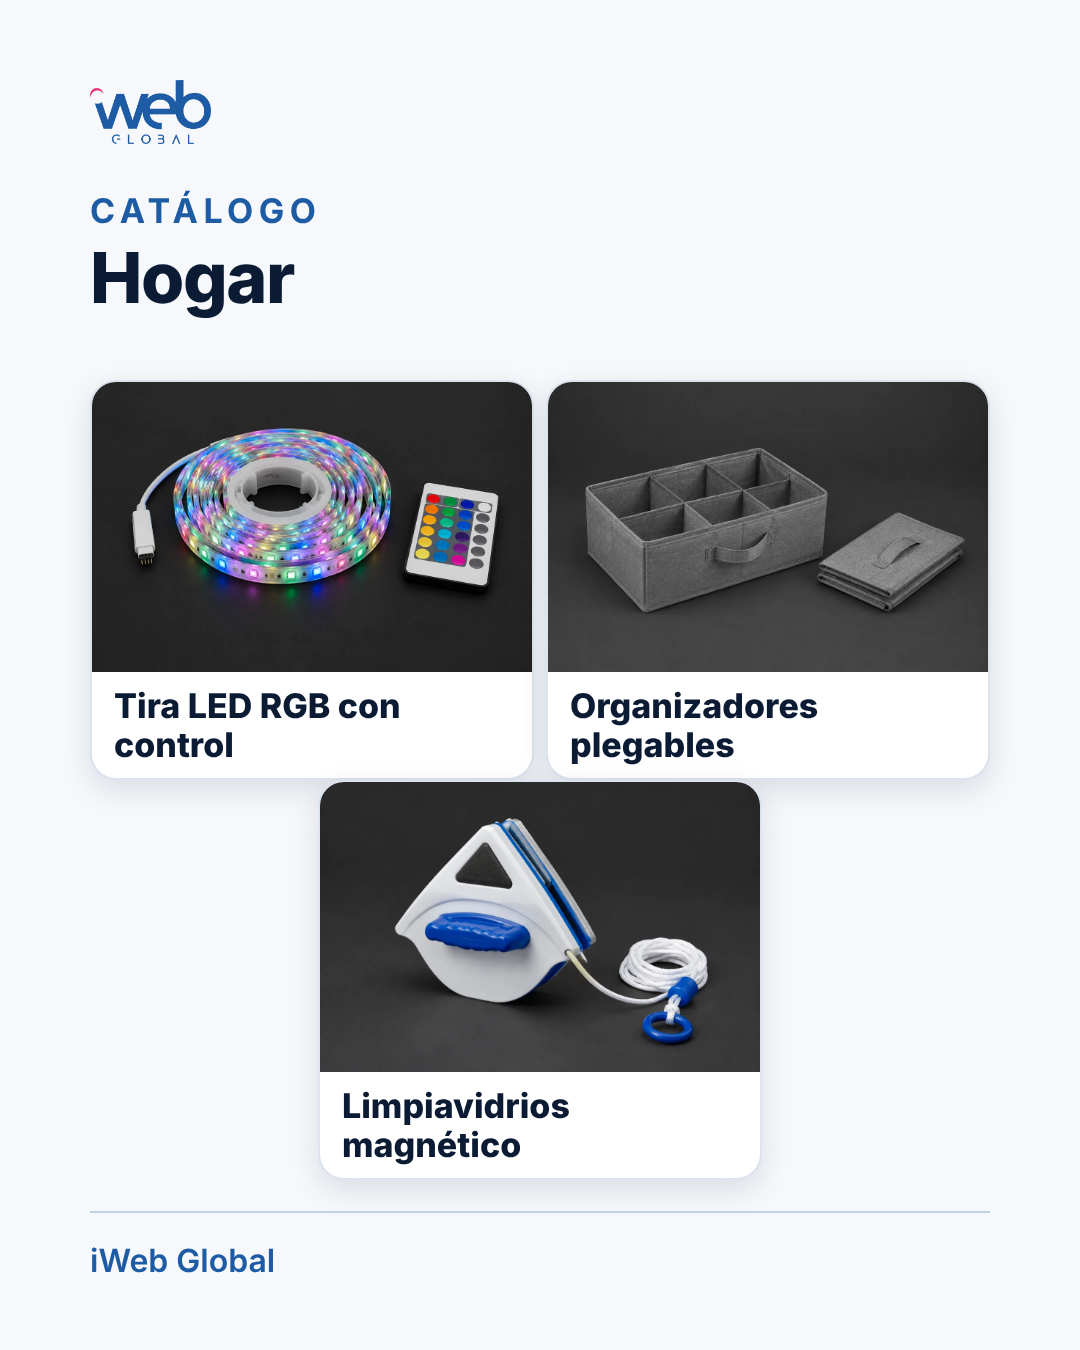 web
GLOBAL
CATÁLOGO
Hogar
Tira LED RGB con
control
Organizadores
plegables
Limpiavidrios
magnético
iWeb Global